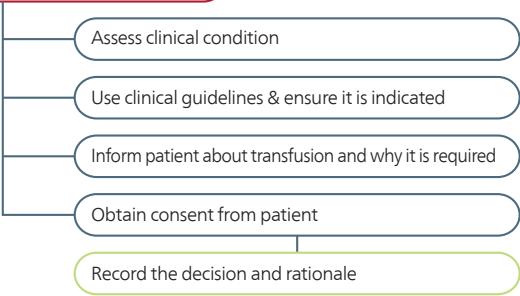 Assess clinical condition
Use clinical guidelines & ensure it is indicated
Inform patient about transfusion and why it is required
Obtain consent from patient
Record the decision and rationale